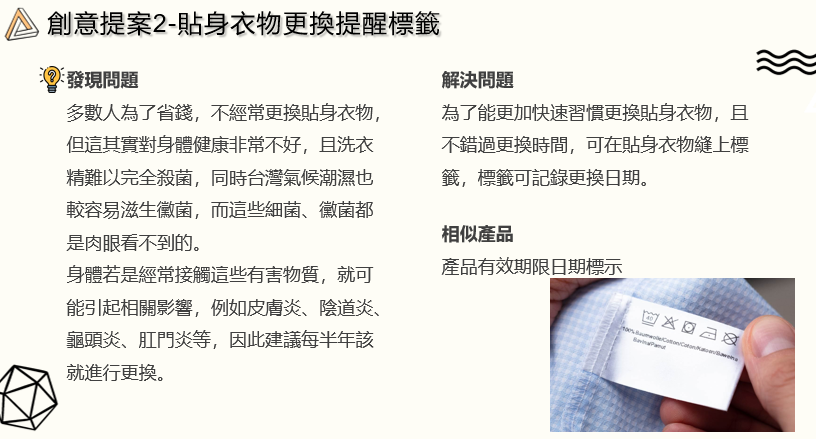 創意提案2-貼身衣物更換提醒標籤
發現問題
多數人為了省錢，不經常更換貼身衣物，
但這其實對身體健康非常不好，且洗衣
精難以完全殺菌，同時台灣氣候潮濕也
較容易滋生黴菌，而這些細菌、黴菌都
是肉眼看不到的。
身體若是經常接觸這些有害物質，就可
能引起相關影響，例如皮膚炎、陰道炎、
龜頭炎、肛門炎等，因此建議每半年該
就進行更換。
解決問題
為了能更加快速習慣更換貼身衣物，且
不錯過更換時間，可在貼身衣物縫上標
籤，標籤可記錄更換日期。
相似產品
產品有效期限日期標示
40